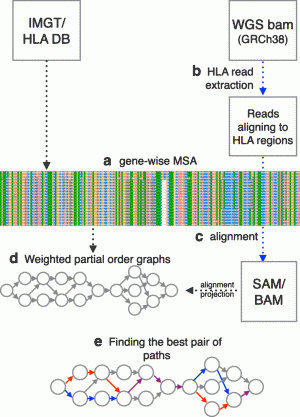 IMGT/
HLA DB
WGS bam
(GRCh38)
b HLA read
extraction
Reads
aligning to
HLA regions
a gene-wise MSA
c alignment
d Weighted partial order graphs
alignment
projection
SAM/
BAM
e Finding the best pair of
paths